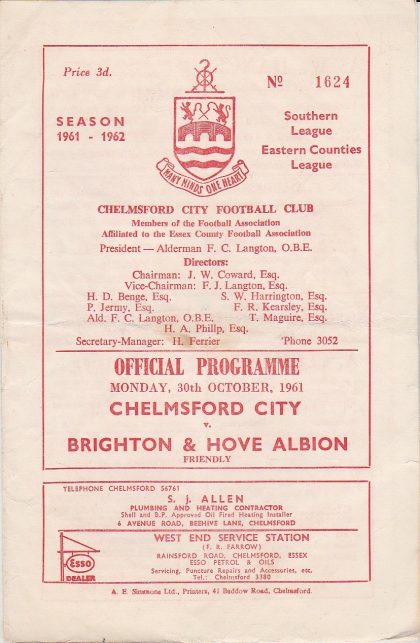 Price 3d.
Nº 1624
SEASON
1961 - 1962
Southern
League
Eastern Counties
League
MANY MINDS ONE HEART
CHELMSFORD CITY FOOTBALL CLUB
Members of the Football Association
Affiliated to the Essex County Football Association
President — Alderman F. C. Langton, O.B.E.
Directors:
Chairman: J. W. Coward, Esq.
Vice-Chairman: F. J. Langton, Esq.
H. D. Benge, Esq. S. W. Harrington, Esq.
P. Jermy, Esq. F. R. Kearsley, Esq.
Ald. F. C. Langton, O.B.E. T. Maguire, Esq.
H. A. Phillp, Esq.
Secretary-Manager: H. Ferrier 'Phone 3052
OFFICIAL PROGRAMME
MONDAY, 30th OCTOBER, 1961
CHELMSFORD CITY
v.
BRIGHTON & HOVE ALBION
FRIENDLY
TELEPHONE CHELMSFORD 56761
S. J. ALLEN
PLUMBING AND HEATING CONTRACTOR
Shell and B.P. Approved Oil Fired Heating Installer
6 AVENUE ROAD, BEEHIVE LANE, CHELMSFORD
Esso
DEALER
WEST END SERVICE STATION
(F. R. FARROW)
RAINSFORD ROAD, CHELMSFORD, ESSEX
ESSO PETROL & OILS
Servicing, Puncture Repairs and Accessories, etc.
Tel.: Chelmsford 3380
A. E. Simmons Ltd., Printers, 41 Baddow Road, Chelmsford.